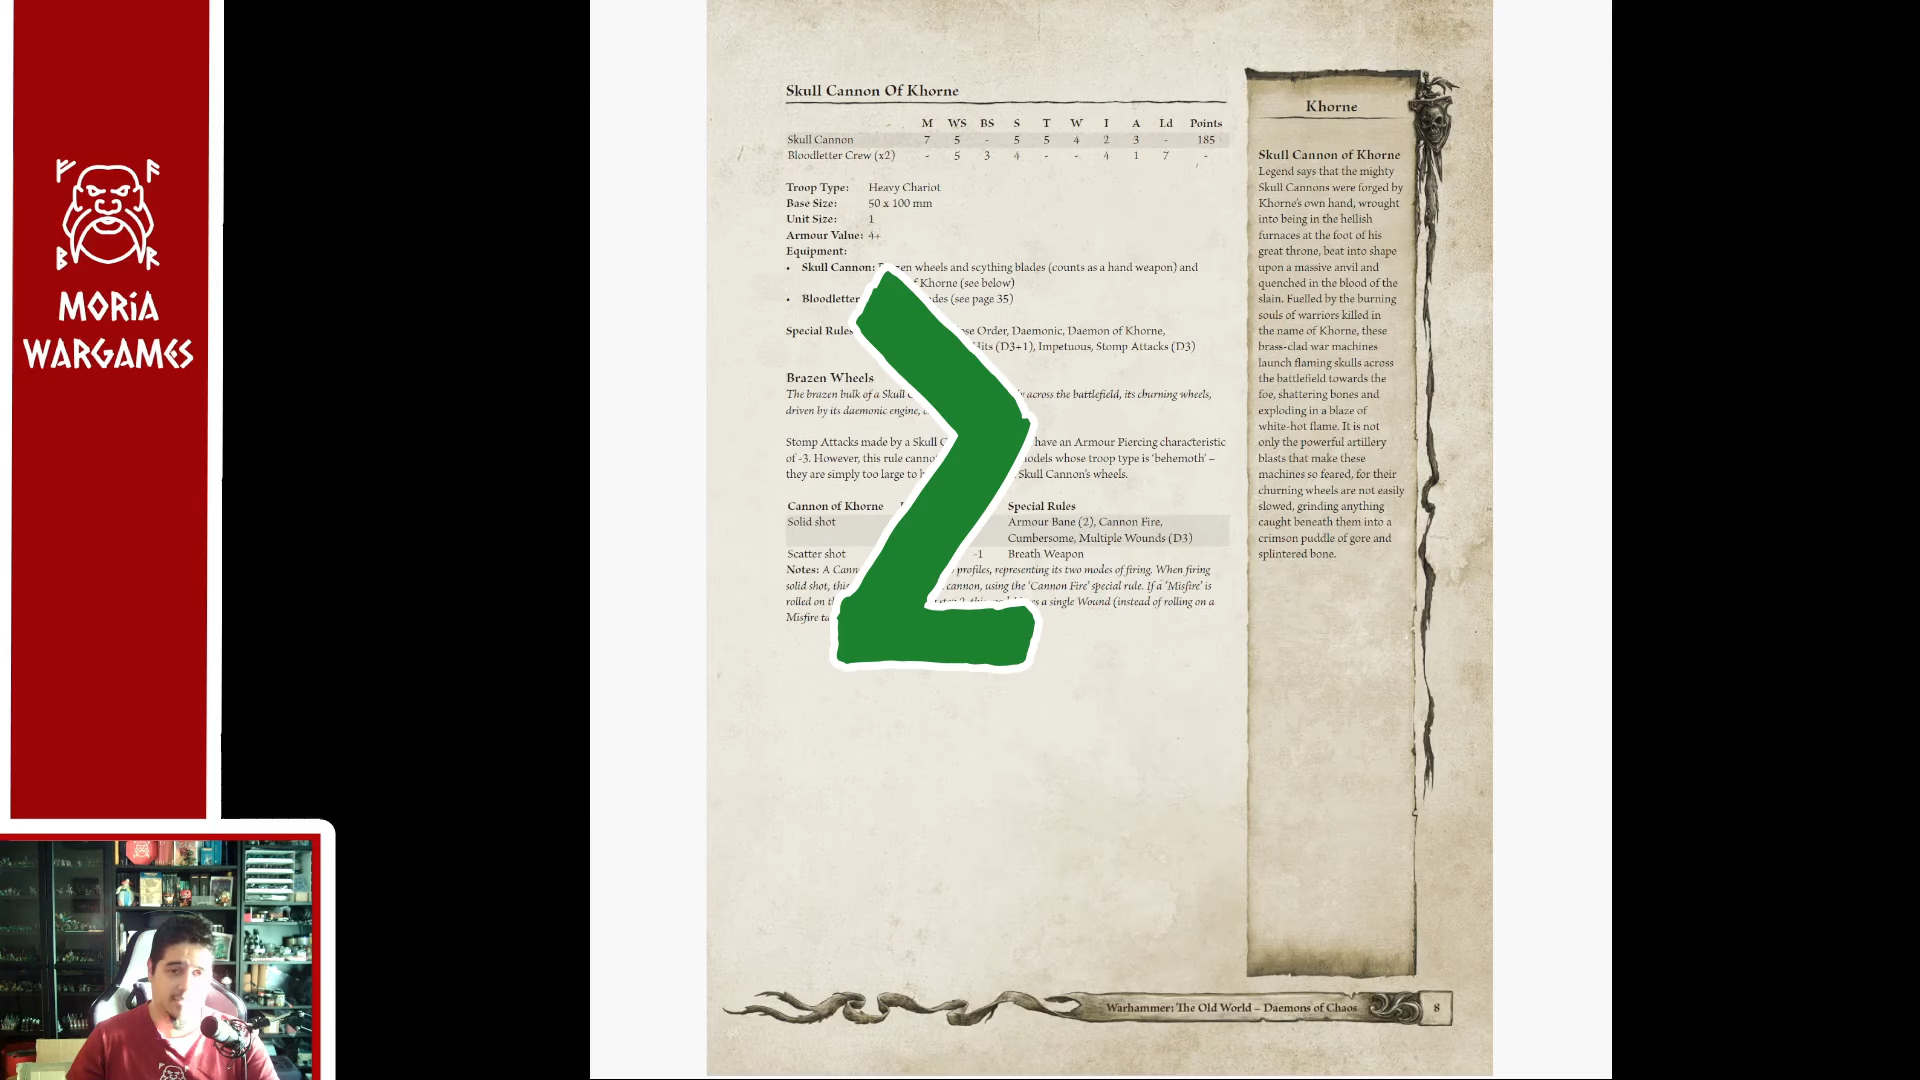 MORIA
WARGAMES
Skull Cannon Of Khorne
M WS BS S T W I A Ld Points
Skull Cannon 7 5 - 5 5 4 2 3 - 185
Bloodletter Crew (x2) - 5 3 4 - - 4 1 7 -
Troop Type: Heavy Chariot
Base Size: 50 x 100 mm
Unit Size: 1
Armour Value: 4+
Equipment:
• Skull Cannon: wheels and scything blades (counts as a hand weapon) and
of Khorne (see below)
• Bloodletter (see page 35)
Special Rules Order, Daemonic, Daemon of Khorne,
Hits (D3+1), Impetuous, Stomp Attacks (D3)
Brazen Wheels
The brazen bulk of a Skull across the battlefield, its churning wheels,
driven by its daemonic engine,
Stomp Attacks made by a Skull have an Armour Piercing characteristic
of -3. However, this rule models whose troop type is ‘behemoth’ –
they are simply too large to Skull Cannon’s wheels.
Cannon of Khorne Special Rules
Solid shot Armour Bane (2), Cannon Fire,
Cumbersome, Multiple Wounds (D3)
Scatter shot -1 Breath Weapon
Notes: A profiles, representing its two modes of firing. When firing
solid shot, this cannon, using the ‘Cannon Fire’ special rule. If a ‘Misfire’ is
rolled on a single Wound (instead of rolling on a
Misfire
Khorne
Skull Cannon of Khorne
Legend says that the mighty
Skull Cannons were forged by
Khorne’s own hand, wrought
into being in the hellish
furnaces at the foot of his
great throne, beat into shape
upon a massive anvil and
quenched in the blood of the
slain. Fuelled by the burning
souls of warriors killed in
the name of Khorne, these
brass-clad war machines
launch flaming skulls across
the battlefield towards the
foe, shattering bones and
exploding in a blaze of
white-hot flame. It is not
only the powerful artillery
blasts that make these
machines so feared, for their
churning wheels are not easily
slowed, grinding anything
caught beneath them into a
crimson puddle of gore and
splintered bone.
Warhammer: The Old World – Daemons of Chaos 8